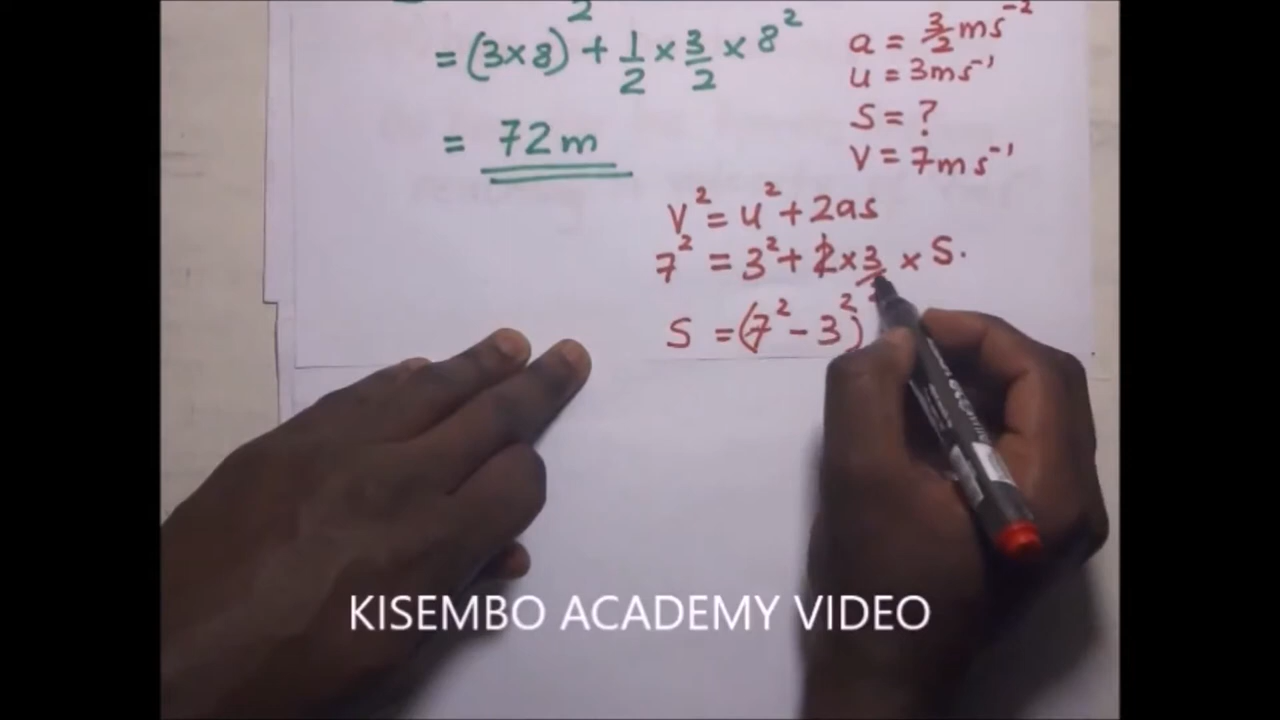 = (3×8) + 1/2 × 3/2 × 8²
= 72 m
a = 3/2 ms⁻²
u = 3ms⁻¹
S = ?
V = 7ms⁻¹
V² = u² + 2as
7² = 3² + 2 × 3/2 × S.
S = (7² - 3²)
KISEMBO ACADEMY VIDEO